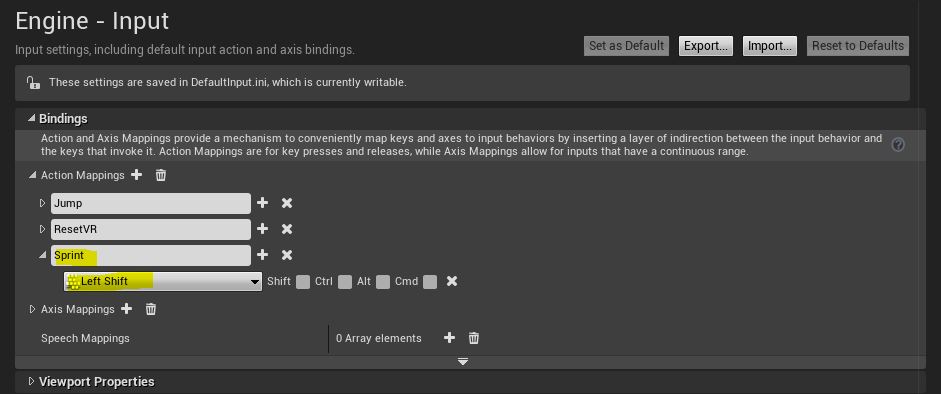 Engine - Input
Input settings, including default input action and axis bindings.
Set as Default Export... Import... Reset to Defaults
These settings are saved in DefaultInput.ini, which is currently writable.
Bindings
Action and Axis Mappings provide a mechanism to conveniently map keys and axes to input behaviors by inserting a layer of indirection between the input behavior and
the keys that invoke it. Action Mappings are for key presses and releases, while Axis Mappings allow for inputs that have a continuous range.
Action Mappings
Jump
ResetVR
Sprint
Left Shift Shift Ctrl Alt Cmd
Axis Mappings
Speech Mappings 0 Array elements
Viewport Properties